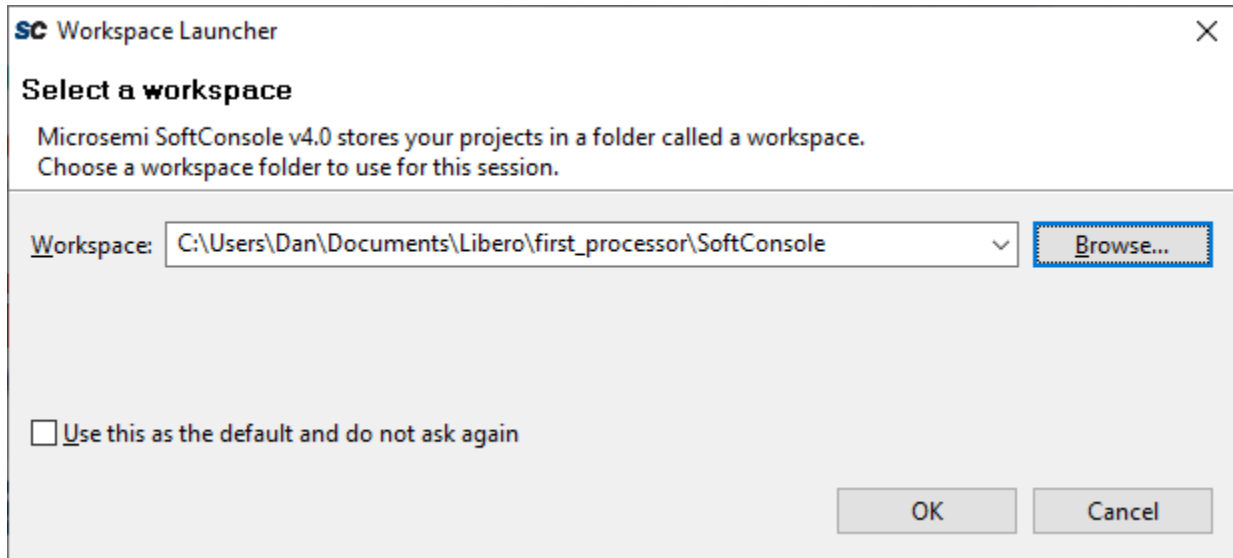 SC Workspace Launcher
Select a workspace
Microsemi SoftConsole v4.0 stores your projects in a folder called a workspace.
Choose a workspace folder to use for this session.
Workspace: C:\Users\Dan\Documents\Libero\first_processor\SoftConsole Browse...
Use this as the default and do not ask again
OK Cancel